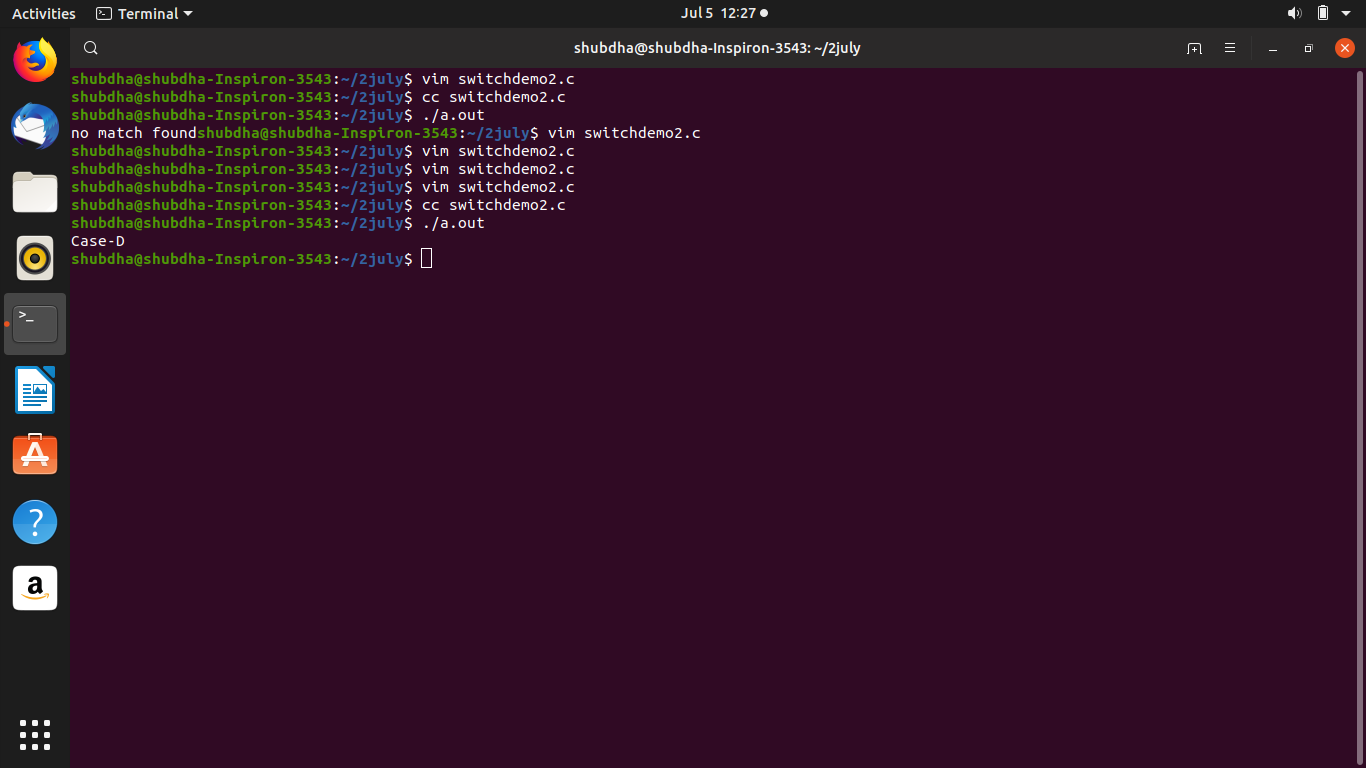 Activities
Terminal
Jul 5 12:27
shubdha@shubdha-Inspiron-3543: ~/2july
shubdha@shubdha-Inspiron-3543:~/2july$ vim switchdemo2.c
shubdha@shubdha-Inspiron-3543:~/2july$ cc switchdemo2.c
shubdha@shubdha-Inspiron-3543:~/2july$ ./a.out
no match foundshubdha@shubdha-Inspiron-3543:~/2july$ vim switchdemo2.c
shubdha@shubdha-Inspiron-3543:~/2july$ vim switchdemo2.c
shubdha@shubdha-Inspiron-3543:~/2july$ vim switchdemo2.c
shubdha@shubdha-Inspiron-3543:~/2july$ vim switchdemo2.c
shubdha@shubdha-Inspiron-3543:~/2july$ cc switchdemo2.c
shubdha@shubdha-Inspiron-3543:~/2july$ ./a.out
Case-D
shubdha@shubdha-Inspiron-3543:~/2july$